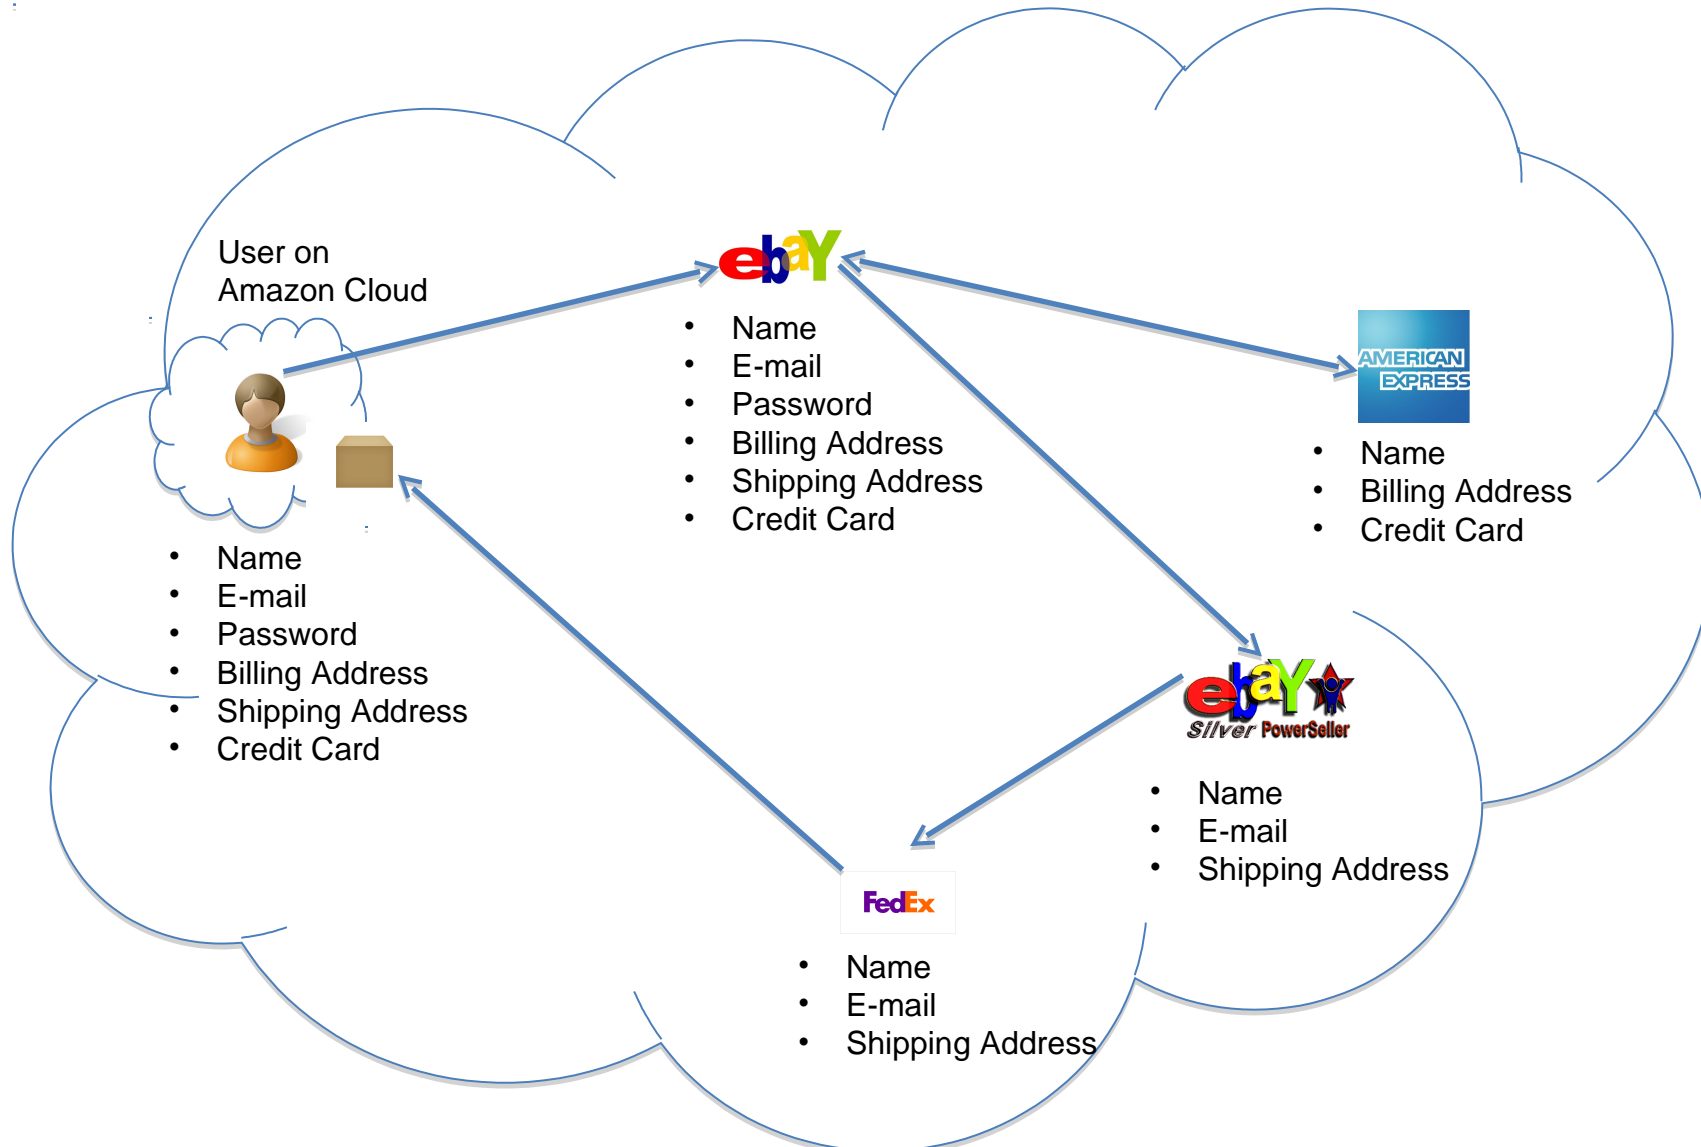 User on
Amazon Cloud
• Name
• E-mail
• Password
• Billing Address
• Shipping Address
• Credit Card
ebaY
• Name
• E-mail
• Password
• Billing Address
• Shipping Address
• Credit Card
AMERICAN
EXPRESS
• Name
• Billing Address
• Credit Card
ebaY
Silver PowerSeller
• Name
• E-mail
• Shipping Address
FedEx
• Name
• E-mail
• Shipping Address